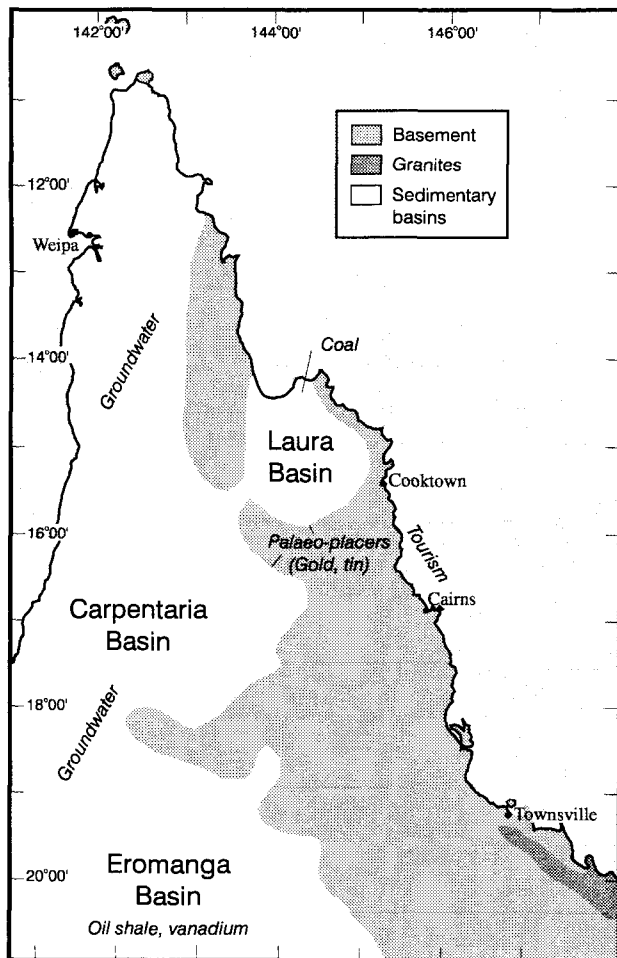 142°00'
144°00'
146°00'
Basement
Granites
Sedimentary
basins
12°00'
Weipa
Groundwater
14°00'
Coal
Laura
Basin
Cooktown
16°00'
Palaeo-placers
(Gold, tin)
Tourism
Carpentaria
Basin
Cairns
18°00'
Groundwater
Townsville
20°00'
Eromanga
Basin
Oil shale, vanadium